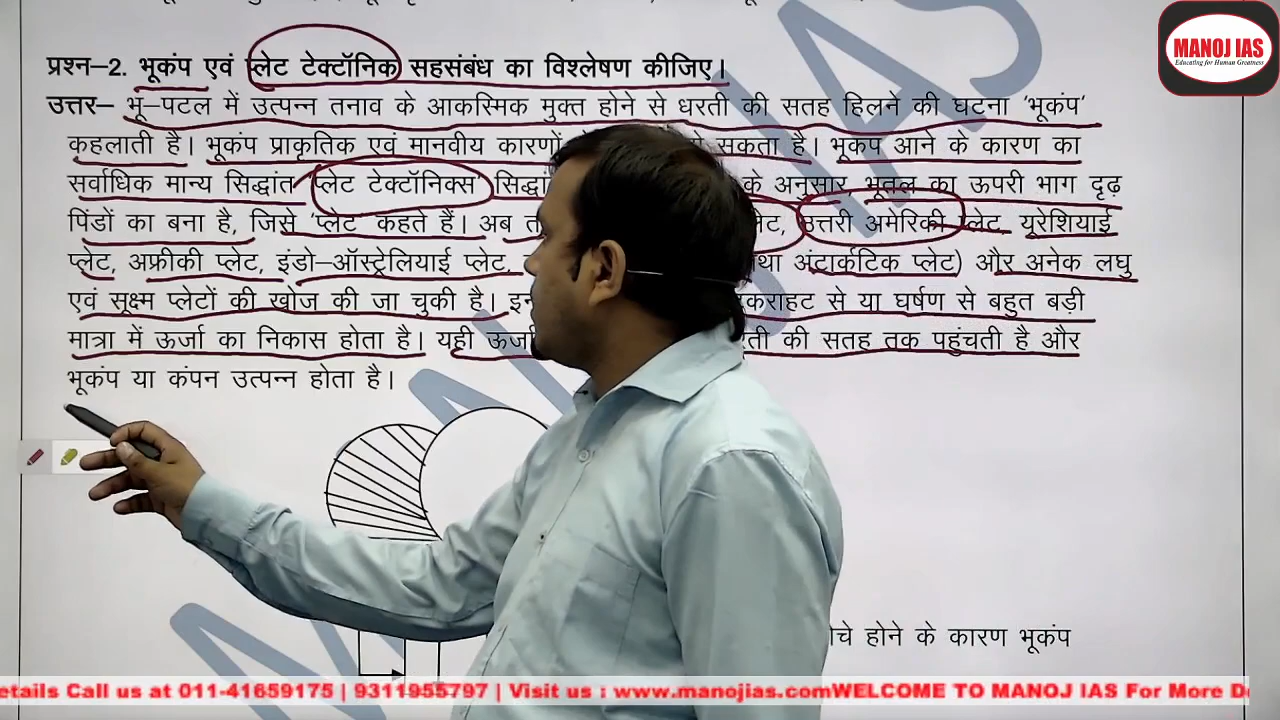 प्रश्न–2. भूकंप एवं प्लेट टेक्टॉनिक सहसंबंध का विश्लेषण कीजिए।
उत्तर– भू–पटल में उत्पन्न तनाव के आकस्मिक मुक्त होने से धरती की सतह हिलने की घटना ‘भूकंप’
कहलाती है। भूकंप प्राकृतिक एवं मानवीय कारणों सकता है। भूकंप आने के कारण का
सर्वाधिक मान्य सिद्धांत ‘प्लेट टेक्टॉनिक्स’ के अनुसार भूतल का ऊपरी भाग दृढ़
पिंडों का बना है, जिसे ‘प्लेट’ कहते हैं। अब उत्तरी अमेरिकी प्लेट, यूरेशियाई
प्लेट, अफ्रीकी प्लेट, इंडो–ऑस्ट्रेलियाई प्लेट, अंटार्कटिक प्लेट) और अनेक लघु
एवं सूक्ष्म प्लेटों की खोज की जा चुकी है। से या घर्षण से बहुत बड़ी
मात्रा में ऊर्जा का निकास होता है। यही की सतह तक पहुंचती है और
भूकंप या कंपन उत्पन्न होता है।
होने के कारण भूकंप
MANOJ IAS
Educating for Human Greatness
etails Call us at 011-41659175 | 9311955797 | Visit us : www.manojias.comWELCOME TO MANOJ IAS For More De